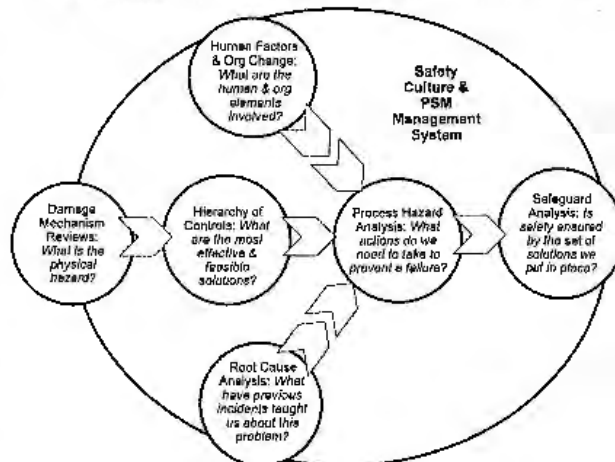 Human Factors
& Org Change:
What are the
human & org
elements
involved?
Safety
Culture &
PSM
Management
System
Damage
Mechanism
Reviews:
What is the
physical
hazard?
Hierarchy of
Controls: What
are the most
effective &
feasible
solutions?
Process Hazard
Analysis: What
actions do we
need to take to
prevent a failure?
Safeguard
Analysis: Is
safety ensured
by the set of
solutions we
put in place?
Root Cause
Analysis: What
have previous
incidents taught
us about this
problem?